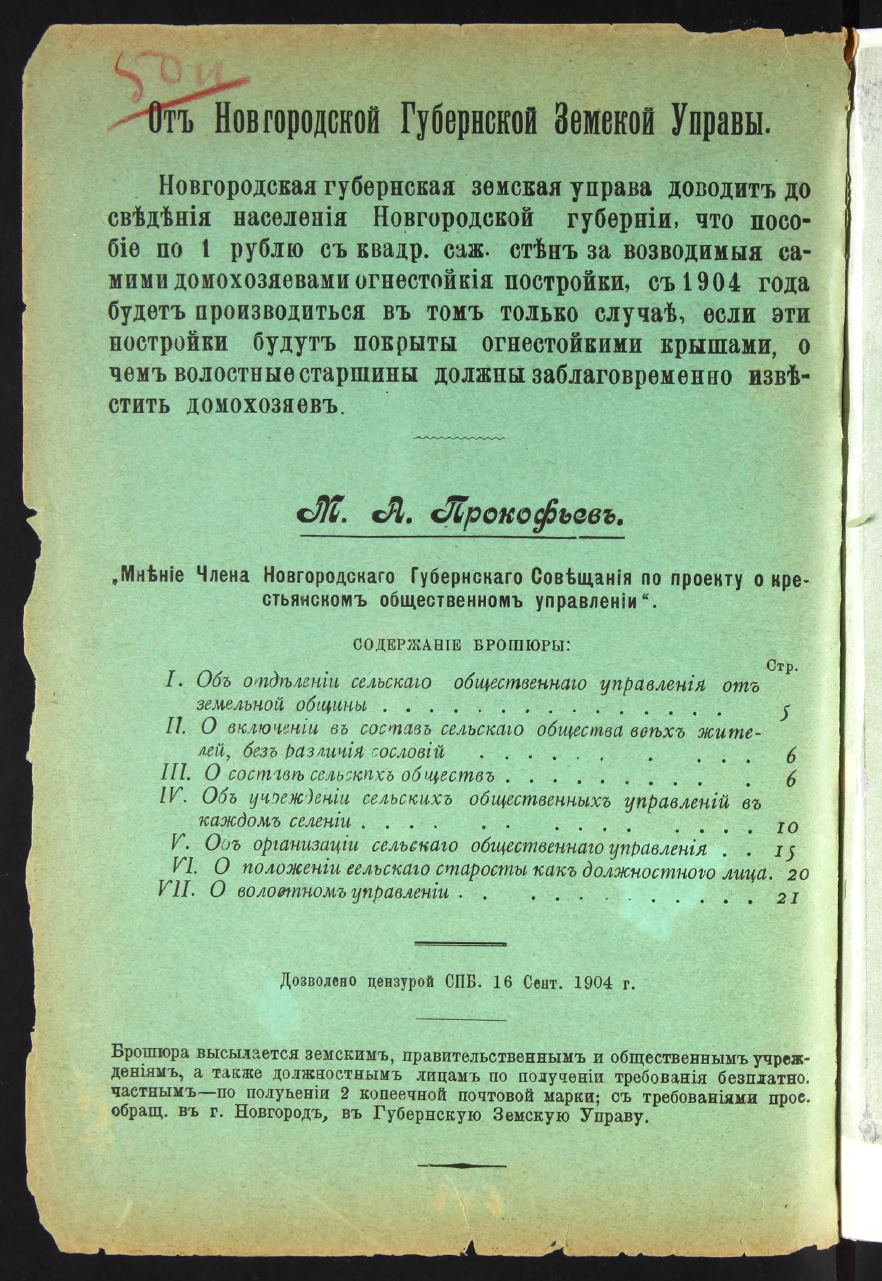 50 и
Отъ Новгородской Губернской Земекой Управы.
Новгородская губернская земская управа доводитъ до
свѣдѣнія населенія Новгородской губерніи, что посо-
біе по 1 рублю съ квадр. саж. стѣнъ за возводимыя са-
мими домохозяевами огнестойкія постройки, съ 1904 года
будетъ производиться въ томъ только случаѣ, если эти
ностройки будутъ покрыты огнестойкими крышами, о
чемъ волостные старшины должны заблаговременно извѣ-
стить домохозяевъ.
М. А. Прокофьевъ.
„Мнѣніе Члена Новгородскаго Губернскаго Совѣщанія по проекту о кре-
стьянскомъ общественномъ управленіи“.
СОДЕРЖАНІЕ БРОШЮРЫ:
Стр.
I. Объ отдѣленіи сельскаго общественнаго управленія отъ
земельной общины . . . . . . . . . . . . . . . 5
II. О включеніи въ составъ сельскаго общества всѣхъ жите-
лей, безъ различія сословій . . . . . . . . . . 6
III. О составѣ сельскихъ обществъ . . . . . . . . . . 6
IV. Объ учрежденіи сельскихъ общественныхъ управленій въ
каждомъ селеніи . . . . . . . . . . . . . . 10
V. Объ организаціи сельскаго общественнаго управленія . . 15
VI. О положеніи еельскаго старосты какъ должностного лица. 20
VII. О волостномъ управленіи . . . . . . . . . . . . 21
Дозволено цензурой СПБ. 16 Сент. 1904 г.
Брошюра высылается земскимъ, правительственнымъ и общественнымъ учреж-
деніямъ, а также должностнымъ лицамъ по полученіи требованія безплатно.
частнымъ—по полуьеніи 2 копеечной почтовой марки; съ требованіями прос.
обращ. въ г. Новгородъ, въ Губернскую Земскую Управу.